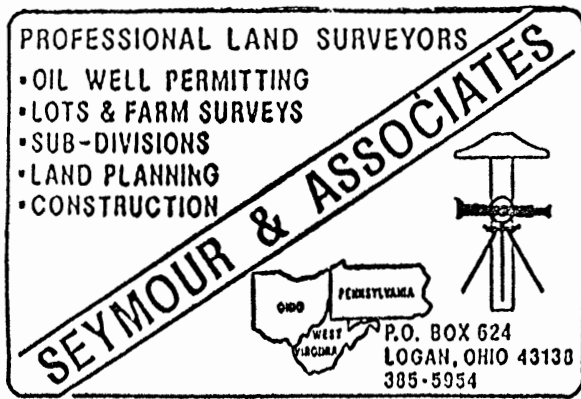 PROFESSIONAL LAND SURVEYORS
▪OIL WELL PERMITTING
▪LOTS & FARM SURVEYS
▪SUB-DIVISIONS
▪LAND PLANNING
▪CONSTRUCTION
SEYMOUR & ASSOCIATES
OHIO
PENNSYLVANIA
WEST
VIRGINIA
P.O. BOX 624
LOGAN, OHIO 43138
385-5954